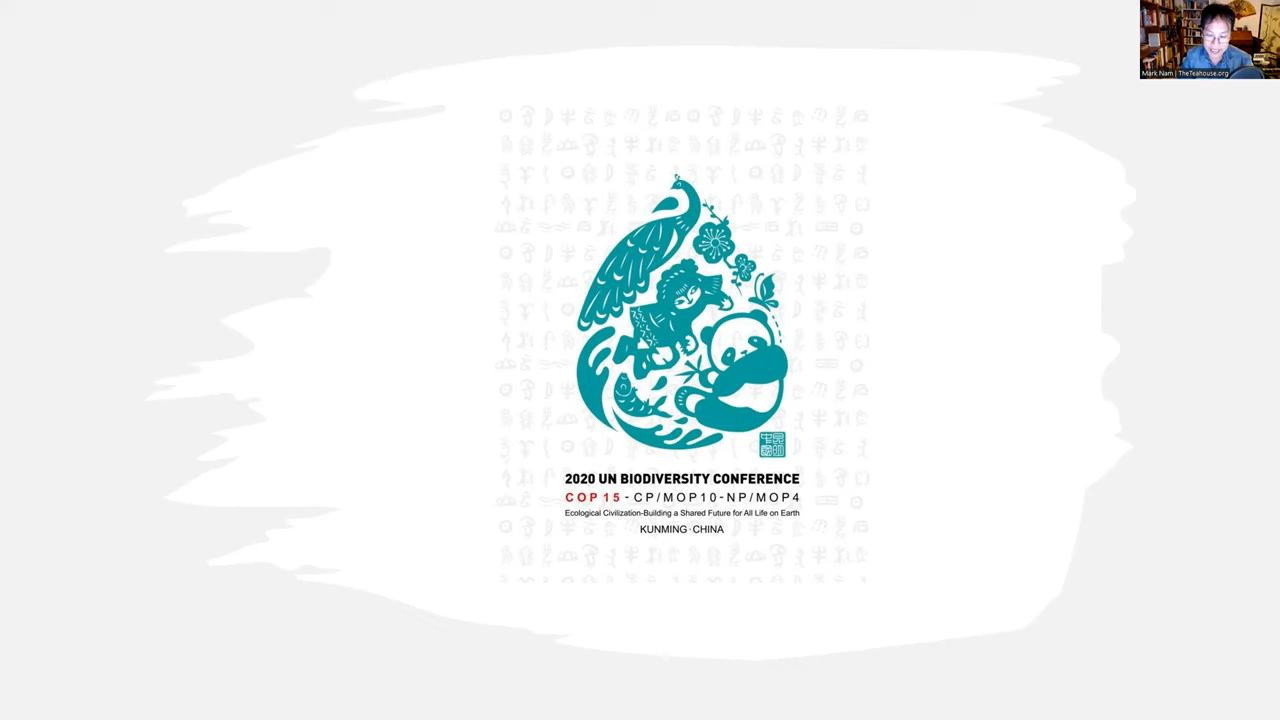 Mark Nam | TheTeahouse.org
2020 UN BIODIVERSITY CONFERENCE
COP 15 - CP/MOP10-NP/MOP4
Ecological Civilization-Building a Shared Future for All Life on Earth
KUNMING·CHINA